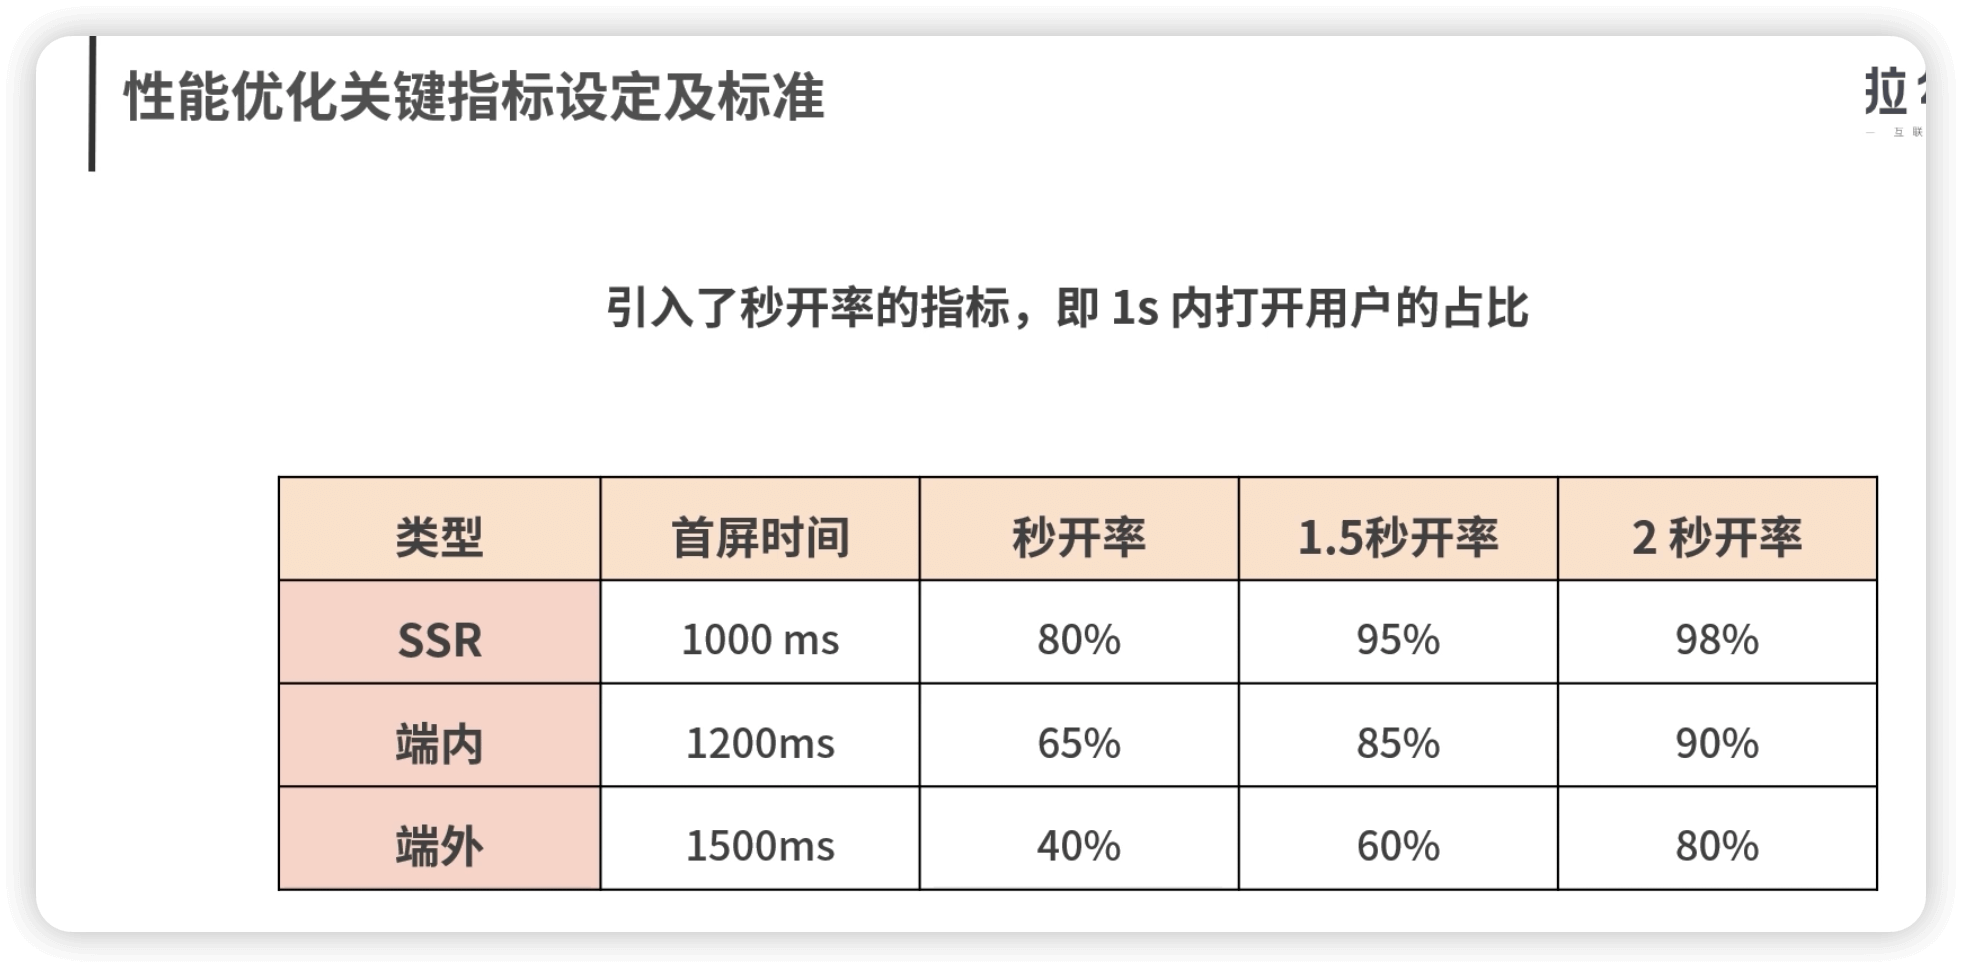 性能优化关键指标设定及标准
拉
— 互联
引入了秒开率的指标，即 1s 内打开用户的占比
类型 首屏时间 秒开率 1.5秒开率 2 秒开率
SSR 1000 ms 80% 95% 98%
端内 1200ms 65% 85% 90%
端外 1500ms 40% 60% 80%